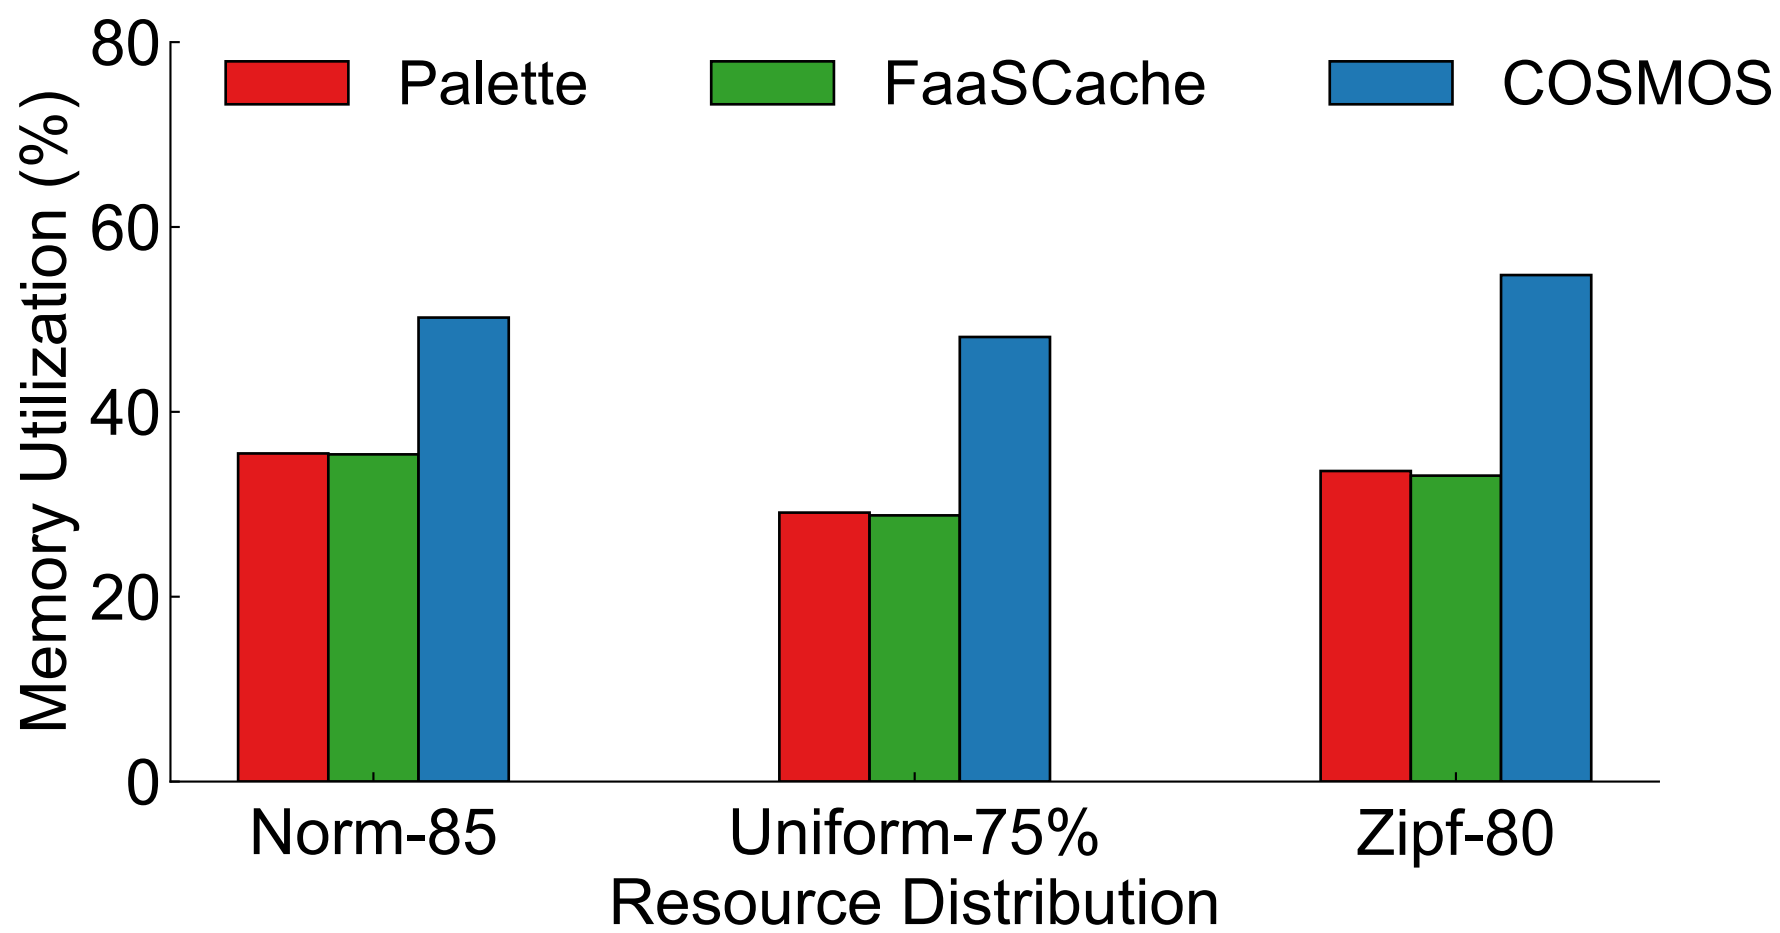 Palette FaaSCache COSMOS
Memory Utilization (%)
80
60
40
20
0
Norm-85 Uniform-75% Zipf-80
Resource Distribution